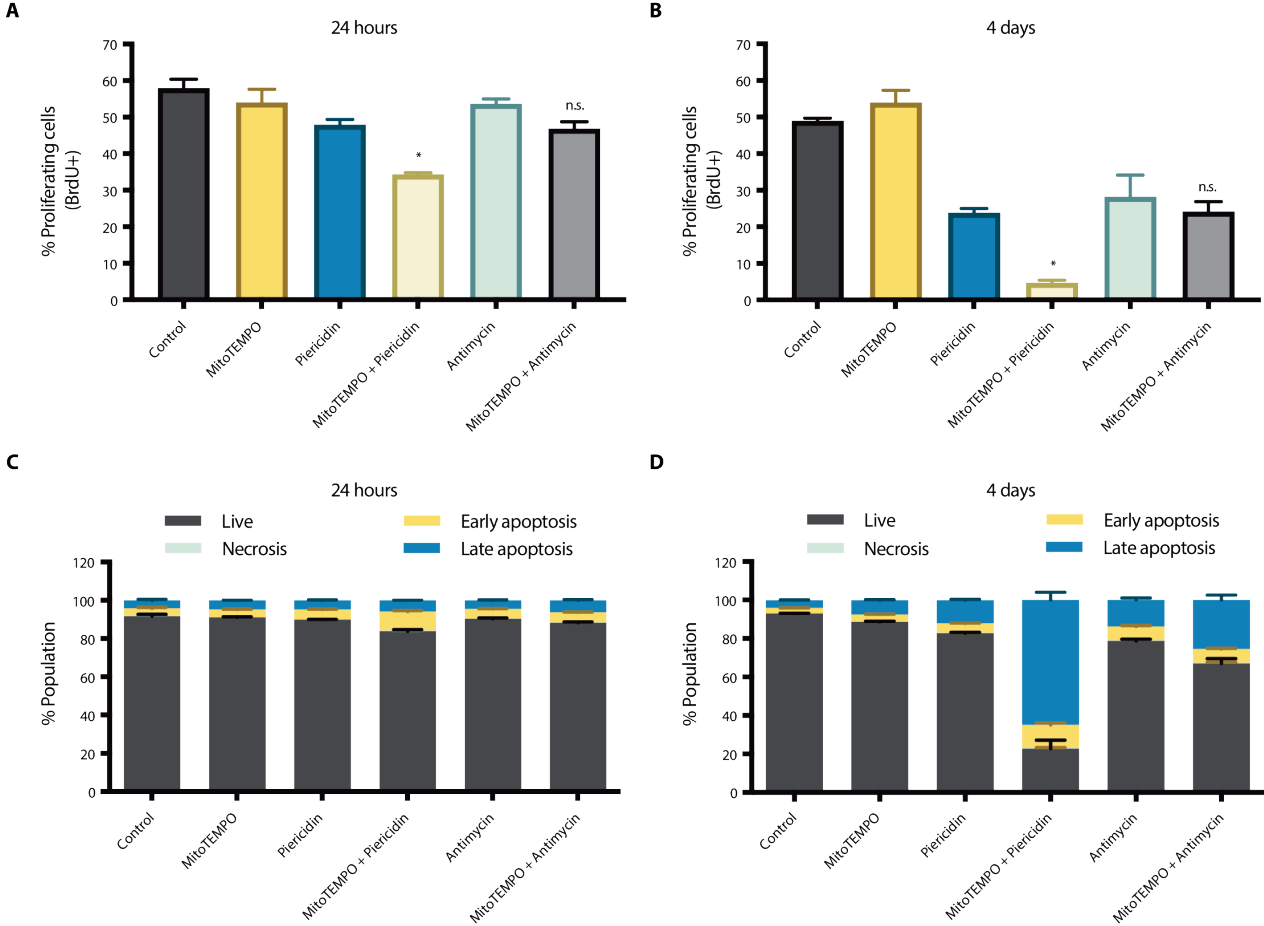 A
24 hours
% Proliferating cells
(BrdU+)
70
60
50
40
30
20
10
0
*
n.s.
Control
MitoTEMPO
Piericidin
MitoTEMPO + Piericidin
Antimycin
MitoTEMPO + Antimycin
B
4 days
% Proliferating cells
(BrdU+)
70
60
50
40
30
20
10
0
*
n.s.
Control
MitoTEMPO
Piericidin
MitoTEMPO + Piericidin
Antimycin
MitoTEMPO + Antimycin
C
24 hours
Live
Early apoptosis
Necrosis
Late apoptosis
% Population
120
100
80
60
40
20
0
Control
MitoTEMPO
Piericidin
MitoTEMPO + Piericidin
Antimycin
MitoTEMPO + Antimycin
D
4 days
Live
Early apoptosis
Necrosis
Late apoptosis
% Population
120
100
80
60
40
20
0
Control
MitoTEMPO
Piericidin
MitoTEMPO + Piericidin
Antimycin
MitoTEMPO + Antimycin